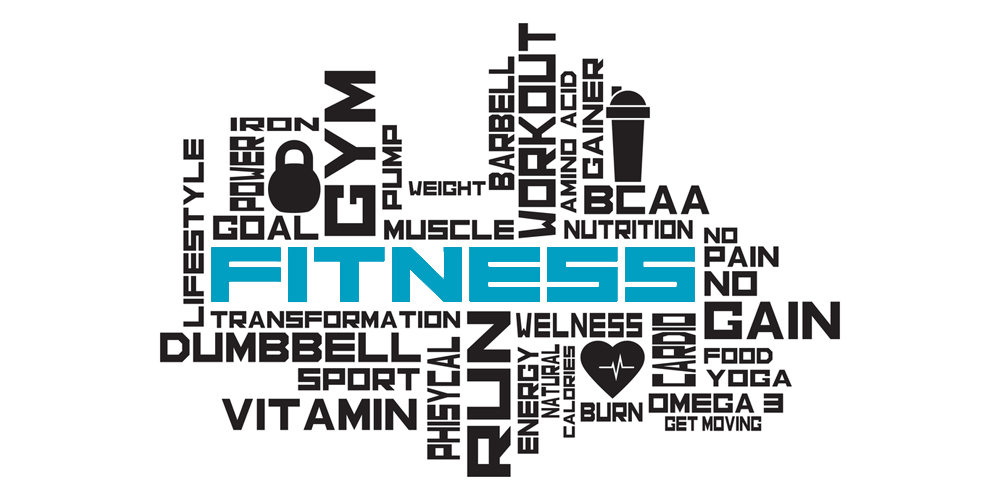 LIFESTYLE
IRON
POWER
GOAL
GYM
PUMP
WEIGHT
MUSCLE
BARBELL
WORKOUT
AMINO ACID
GAINER
BCAA
NUTRITION
FITNESS
NO
PAIN
NO
GAIN
TRANSFORMATION
DUMBBELL
SPORT
VITAMIN
PHISYCAL
RUN
WELNESS
ENERGY
NATURAL
CALORIES
BURN
CARDIO
FOOD
YOGA
OMEGA 3
GET MOVING